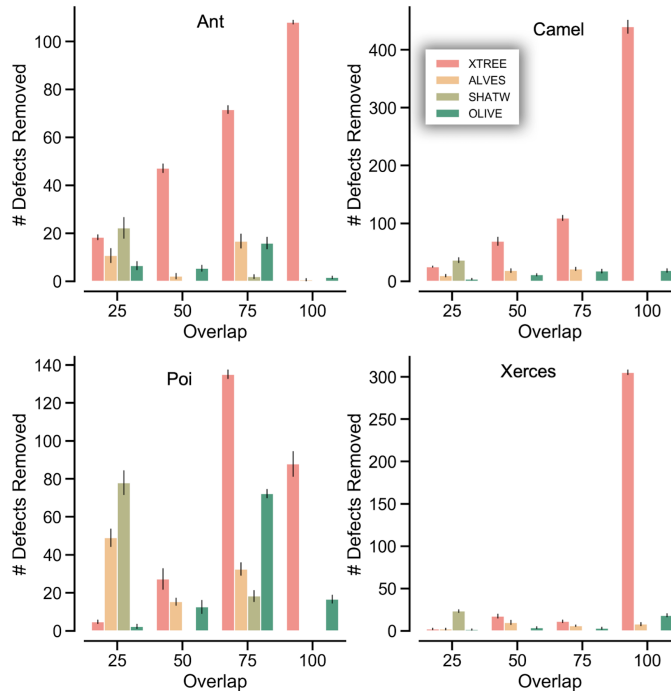 Ant
# Defects Removed
100
80
60
40
20
0
25 50 75 100
Overlap
Camel
# Defects Removed
400
300
200
100
0
XTREE
ALVES
SHATW
OLIVE
25 50 75 100
Overlap
Poi
# Defects Removed
140
120
100
80
60
40
20
0
25 50 75 100
Overlap
Xerces
# Defects Removed
300
250
200
150
100
50
0
25 50 75 100
Overlap